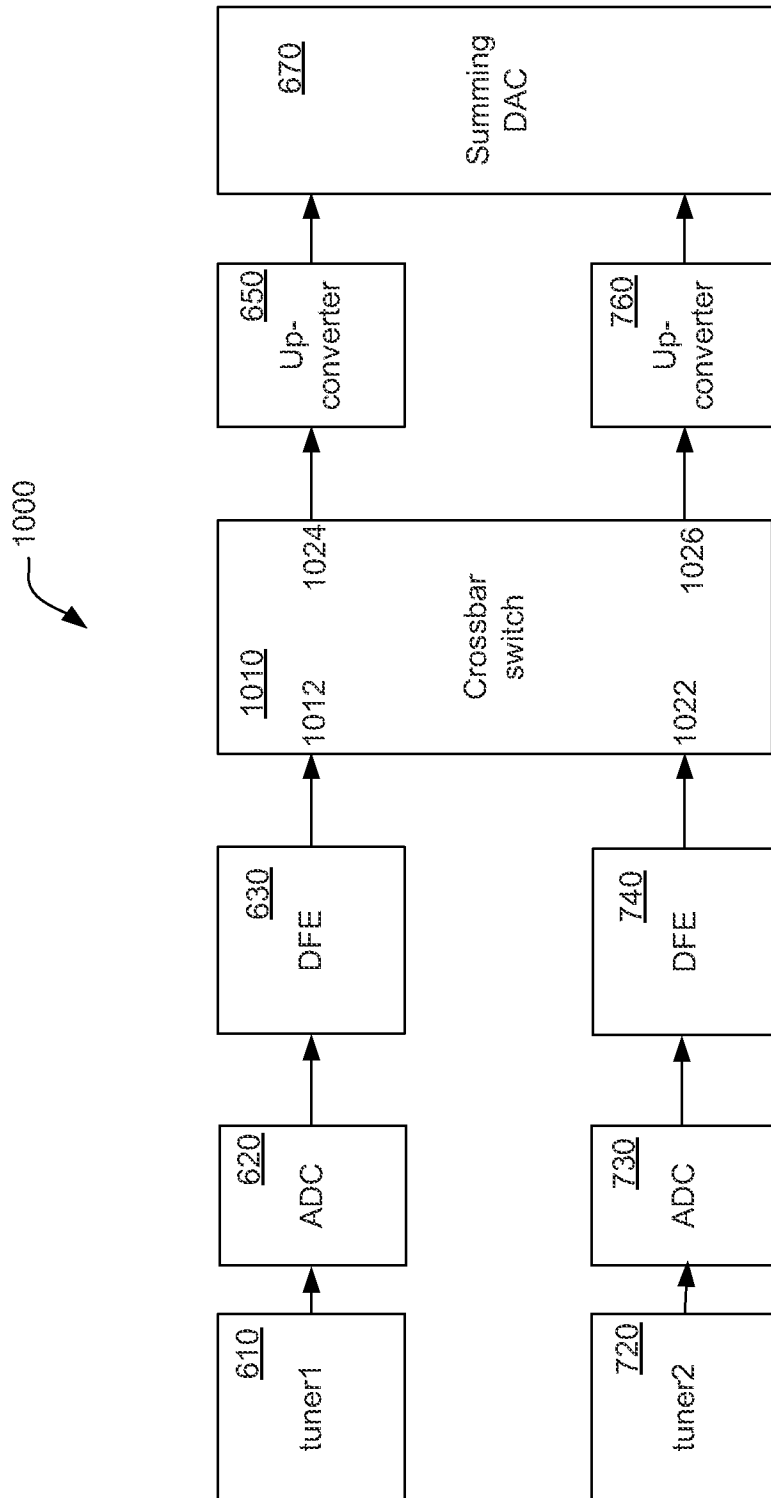 1000
610
tuner1
620
ADC
630
DFE
1010
1012
1024
Crossbar
switch
1022
1026
650
Up-
converter
670
Summing
DAC
720
tuner2
730
ADC
740
DFE
760
Up-
converter